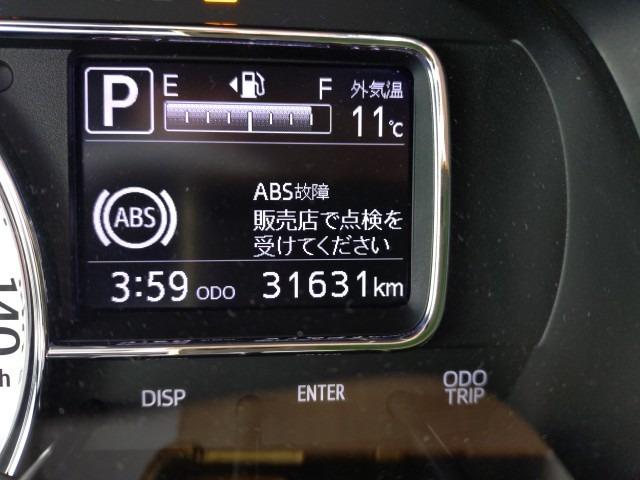 P E F 外気温
11℃
ABS
ABS故障
販売店で点検を
受けてください
3:59 ODO 31631km
140
h
DISP ENTER ODO
TRIP